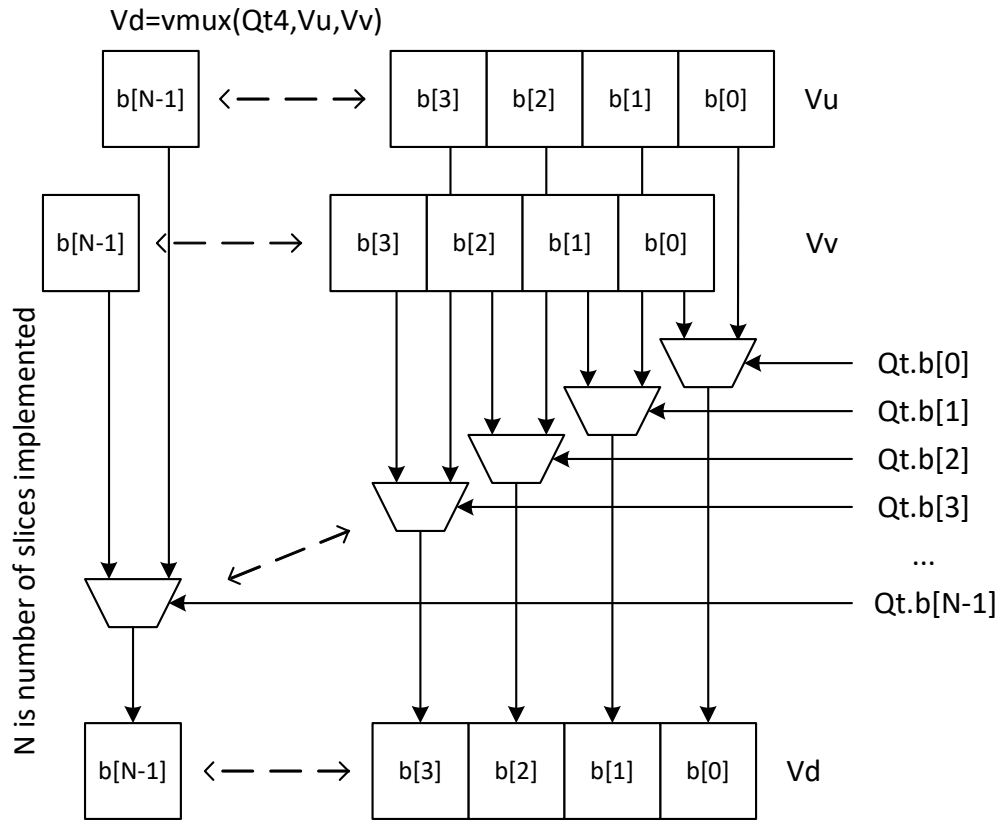 Vd=vmux(Qt4,Vu,Vv)
b[N-1] b[3] b[2] b[1] b[0] Vu
b[N-1] b[3] b[2] b[1] b[0] Vv
N is number of slices implemented
Qt.b[0]
Qt.b[1]
Qt.b[2]
Qt.b[3]
...
Qt.b[N-1]
b[N-1] b[3] b[2] b[1] b[0] Vd